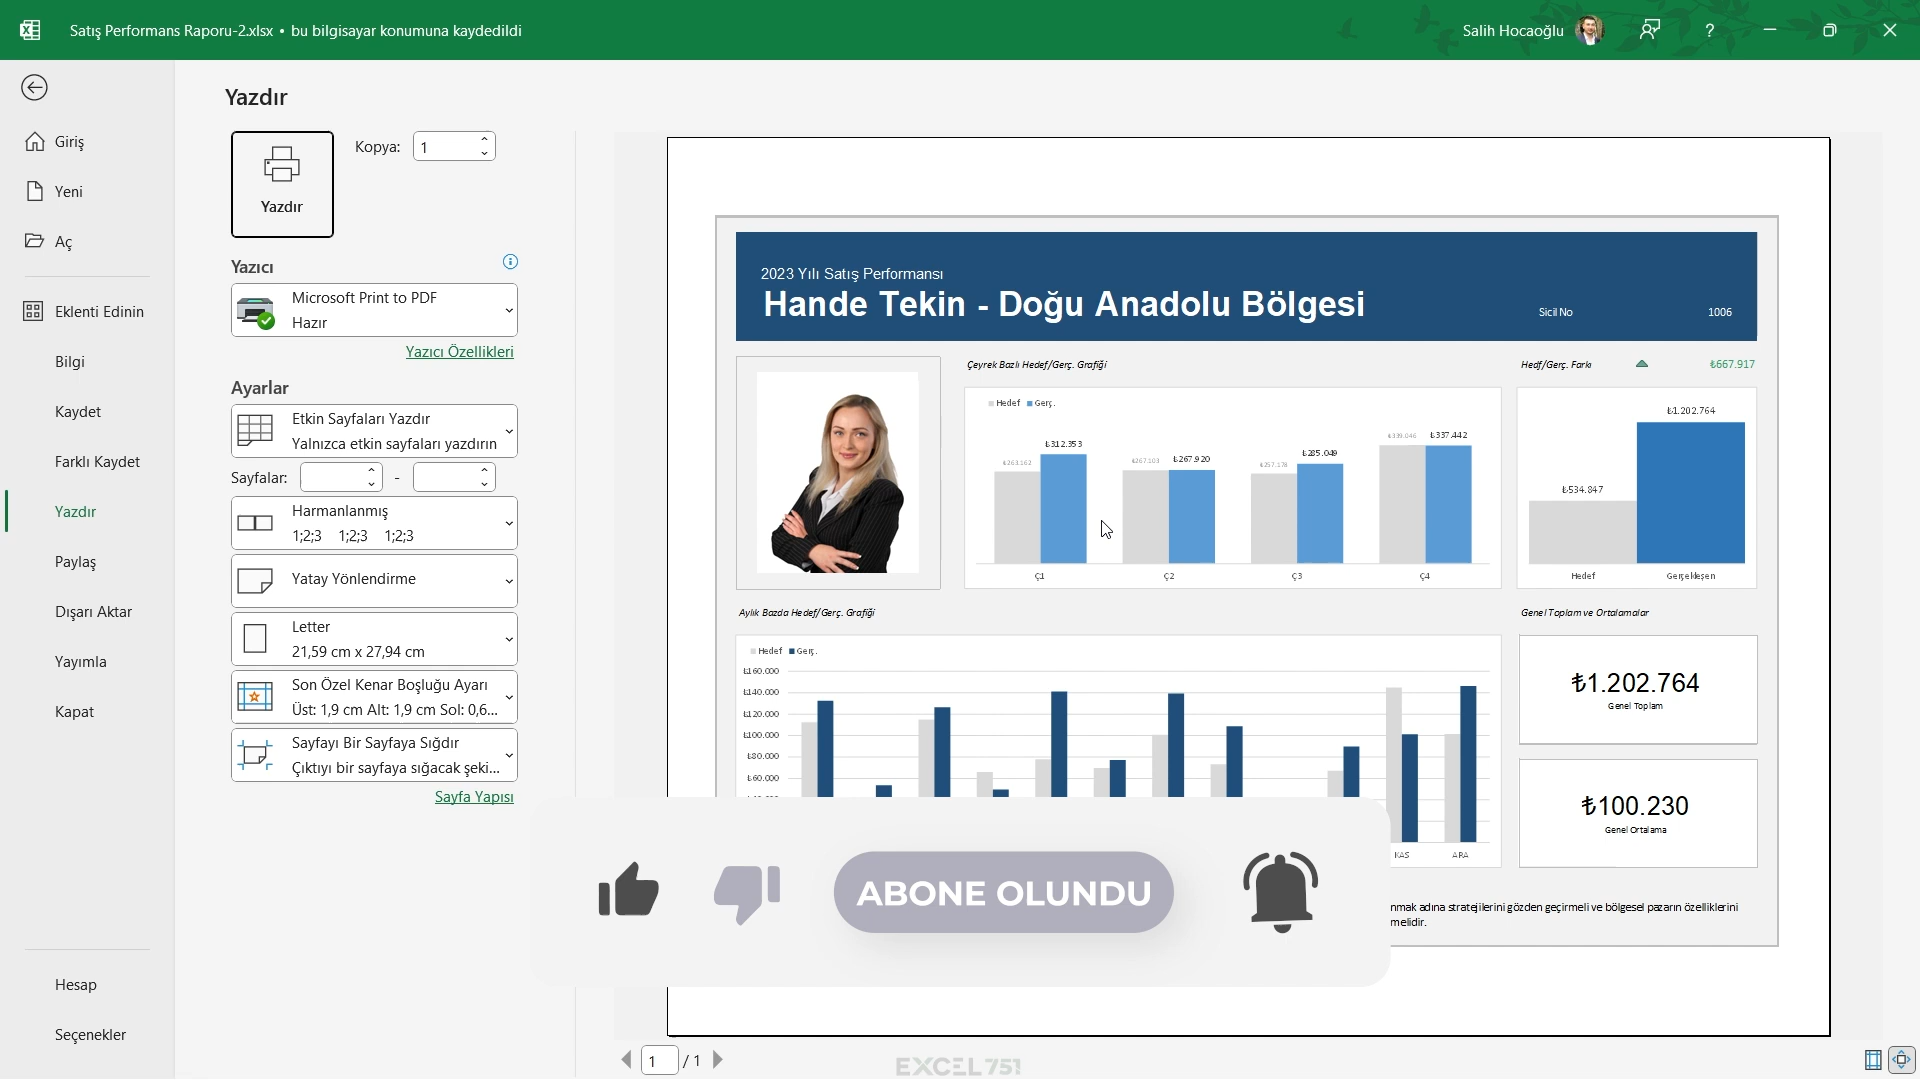 Satış Performans Raporu-2.xlsx • bu bilgisayar konumuna kaydedildi
Salih Hocaoğlu
?
Giriş
Yeni
Aç
Eklenti Edinin
Bilgi
Kaydet
Farklı Kaydet
Yazdır
Paylaş
Dışarı Aktar
Yayımla
Kapat
Hesap
Seçenekler
Yazdır
Yazdır
Kopya: 1
Yazıcı
Microsoft Print to PDF
Hazır
Yazıcı Özellikleri
Ayarlar
Etkin Sayfaları Yazdır
Yalnızca etkin sayfaları yazdırın
Sayfalar: -
Harmanlanmış
1;2;3 1;2;3 1;2;3
Yatay Yönlendirme
Letter
21,59 cm x 27,94 cm
Son Özel Kenar Boşluğu Ayarı
Üst: 1,9 cm Alt: 1,9 cm Sol: 0,6...
Sayfayı Bir Sayfaya Sığdır
Çıktıyı bir sayfaya sığacak şeki...
Sayfa Yapısı
2023 Yılı Satış Performansı
Hande Tekin - Doğu Anadolu Bölgesi
Sicil No 1006
Çeyrek Bazlı Hedef/Gerç. Grafiği
Hedef Gerç.
₺263.162 ₺312.353 ₺267.103 ₺267.920 ₺257.178 ₺285.049 ₺339.046 ₺337.442
Ç1 Ç2 Ç3 Ç4
Hedf/Gerç. Farkı ₺667.917
₺534.847 ₺1.202.764
Hedef Gerçekleşen
Aylık Bazda Hedef/Gerç. Grafiği
Hedef Gerç.
₺160.000
₺140.000
₺120.000
₺100.000
₺80.000
₺60.000
KAS ARA
Genel Toplam ve Ortalamalar
₺1.202.764
Genel Toplam
₺100.230
Genel Ortalama
nmak adına stratejilerini gözden geçirmeli ve bölgesel pazarın özelliklerini
melidir.
ABONE OLUNDU
1 / 1
EXCEL751